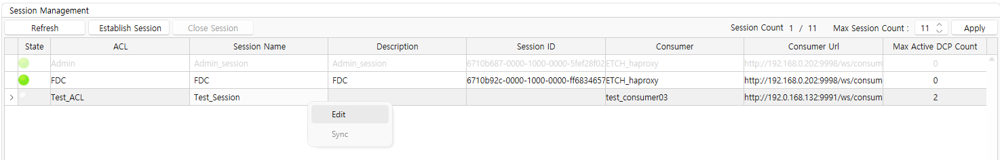 Session Management
Refresh Establish Session Close Session Session Count 1 / 11 Max Session Count : 11 Apply
State ACL Session Name Description Session ID Consumer Consumer Url Max Active DCP Count
Admin Admin_session Admin_session 6710b687-0000-1000-0000-5fef28f02 ETCH_haproxy http://192.168.0.202:9998/ws/consum 0
FDC FDC FDC 6710b92c-0000-1000-0000-ff6834657 ETCH_haproxy http://192.168.0.202:9998/ws/consum 0
Test_ACL Test_Session test_consumer03 http://192.0.168.132:9991/ws/consum 2
Edit
Sync